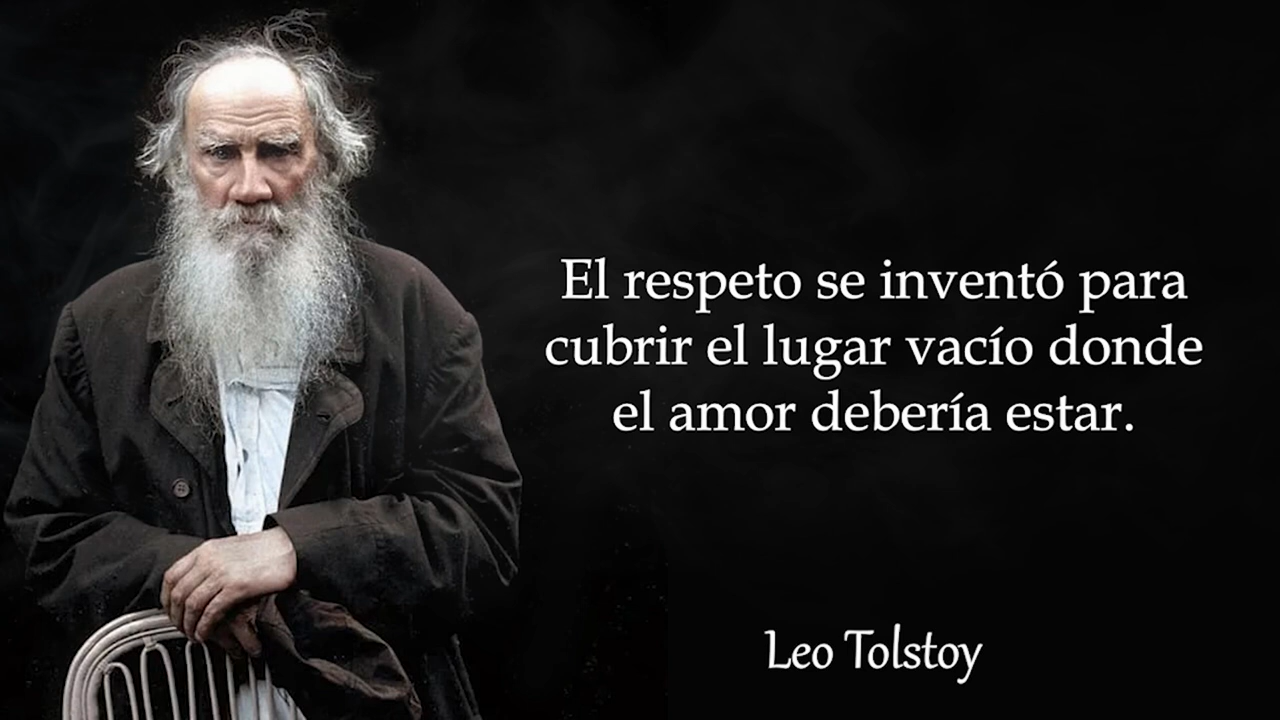 El respeto se inventó para
cubrir el lugar vacío donde
el amor debería estar.
Leo Tolstoy